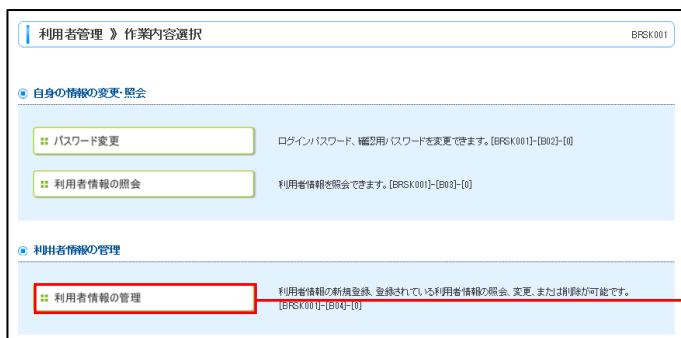 利用者管理 》 作業内容選択
BRSK001
自身の情報の変更・照会
パスワード変更
ログインパスワード、確認用パスワードを変更できます。[BRSK001]-[B02]-[0]
利用者情報の照会
利用者情報を照会できます。[BRSK001]-[B03]-[0]
利用者情報の管理
利用者情報の管理
利用者情報の新規登録、登録されている利用者情報の照会、変更、または削除が可能です。
[BRSK001]-[B04]-[0]